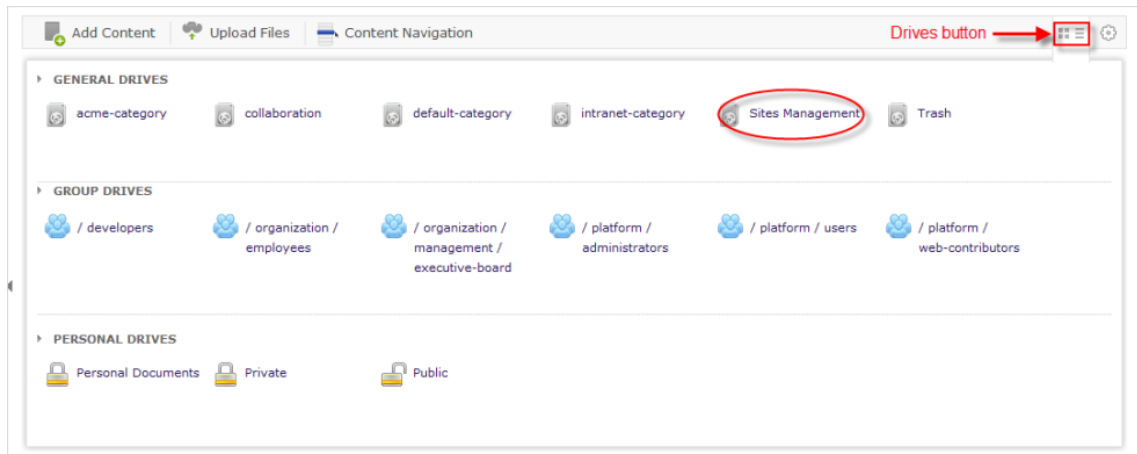 Add Content Upload Files Content Navigation Drives button
GENERAL DRIVES
acme-category collaboration default-category intranet-category Sites Management Trash
GROUP DRIVES
/ developers / organization / / organization / / platform / / platform / users / platform /
employees management / administrators web-contributors
executive-board
PERSONAL DRIVES
Personal Documents Private Public